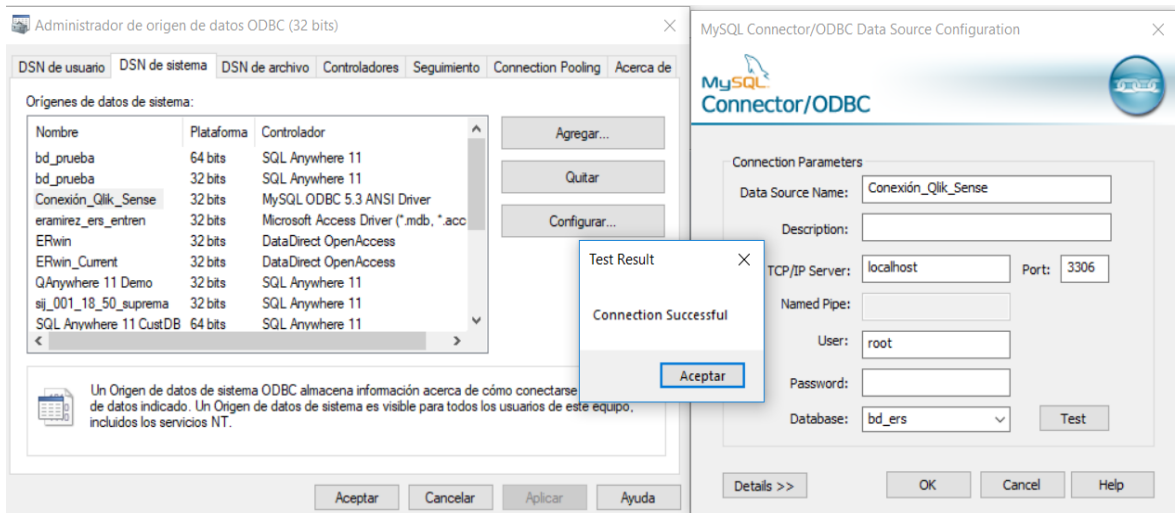 Administrador de origen de datos ODBC (32 bits)
DSN de usuario DSN de sistema DSN de archivo Controladores Seguimiento Connection Pooling Acerca de
Orígenes de datos de sistema:
Nombre Plataforma Controlador
bd_prueba 64 bits SQL Anywhere 11
bd_prueba 32 bits SQL Anywhere 11
Conexión_Qlik_Sense 32 bits MySQL ODBC 5.3 ANSI Driver
eramirez_ers_entren 32 bits Microsoft Access Driver (*.mdb, *.acc
ERwin 32 bits DataDirect OpenAccess
ERwin_Current 32 bits DataDirect OpenAccess
QAnywhere 11 Demo 32 bits SQL Anywhere 11
sij_001_18_50_suprema 32 bits SQL Anywhere 11
SQL Anywhere 11 CustDB 64 bits SQL Anywhere 11
Agregar...
Quitar
Configurar...
Un Origen de datos de sistema ODBC almacena información acerca de cómo conectarse
de datos indicado. Un Origen de datos de sistema es visible para todos los usuarios de este equipo,
incluidos los servicios NT.
Aceptar Cancelar Aplicar Ayuda
Test Result
Connection Successful
Aceptar
MySQL Connector/ODBC Data Source Configuration
MySQL
Connector/ODBC
Connection Parameters
Data Source Name: Conexión_Qlik_Sense
Description:
TCP/IP Server: localhost Port: 3306
Named Pipe:
User: root
Password:
Database: bd_ers Test
Details >> OK Cancel Help